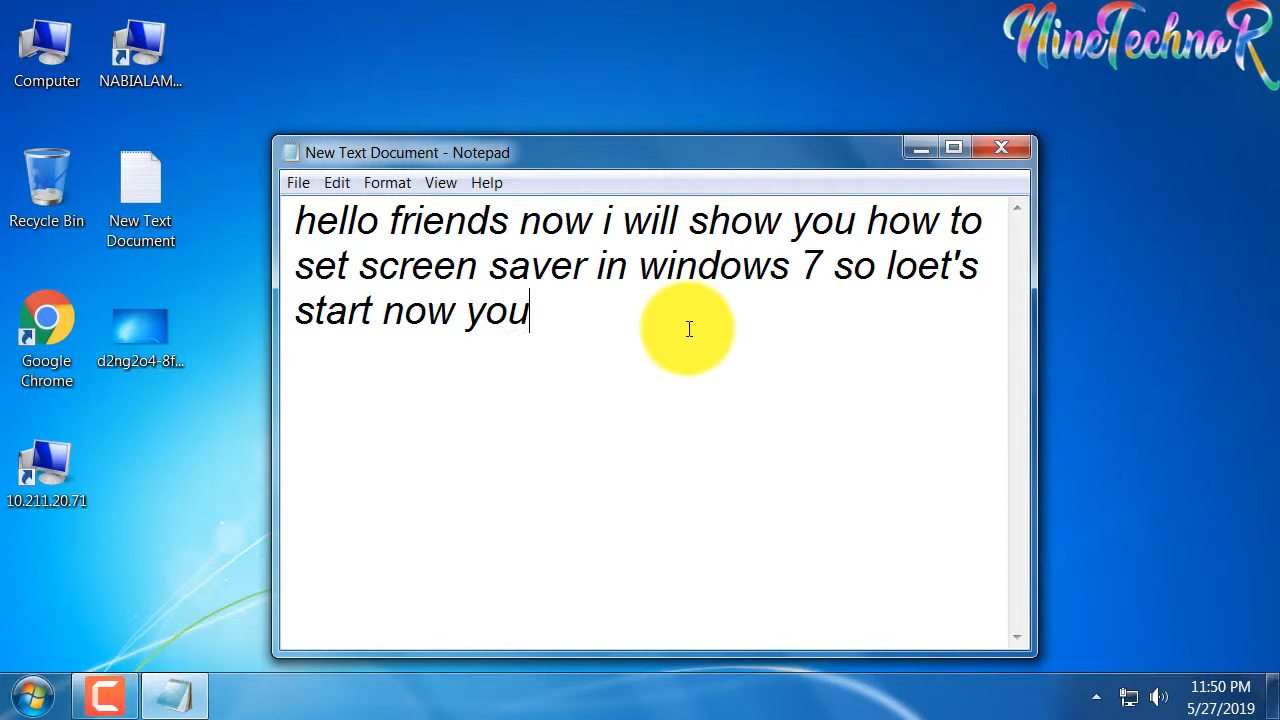 NineTechnoR
Computer
NABIALAM...
Recycle Bin
New Text
Document
Google
Chrome
d2ng2o4-8f...
10.211.20.71
New Text Document - Notepad
File Edit Format View Help
hello friends now i will show you how to
set screen saver in windows 7 so loet's
start now you
11:50 PM
5/27/2019